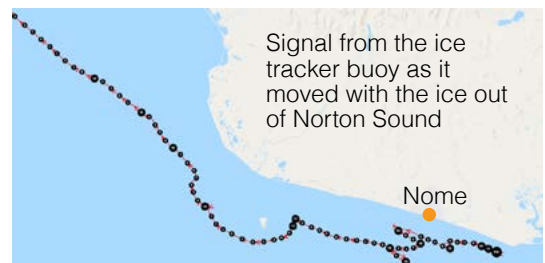 Signal from the ice
tracker buoy as it
moved with the ice out
of Norton Sound
Nome